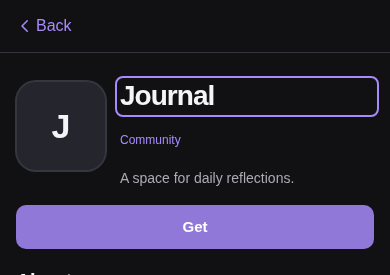 Back
J
Journal
Community
A space for daily reflections.
Get